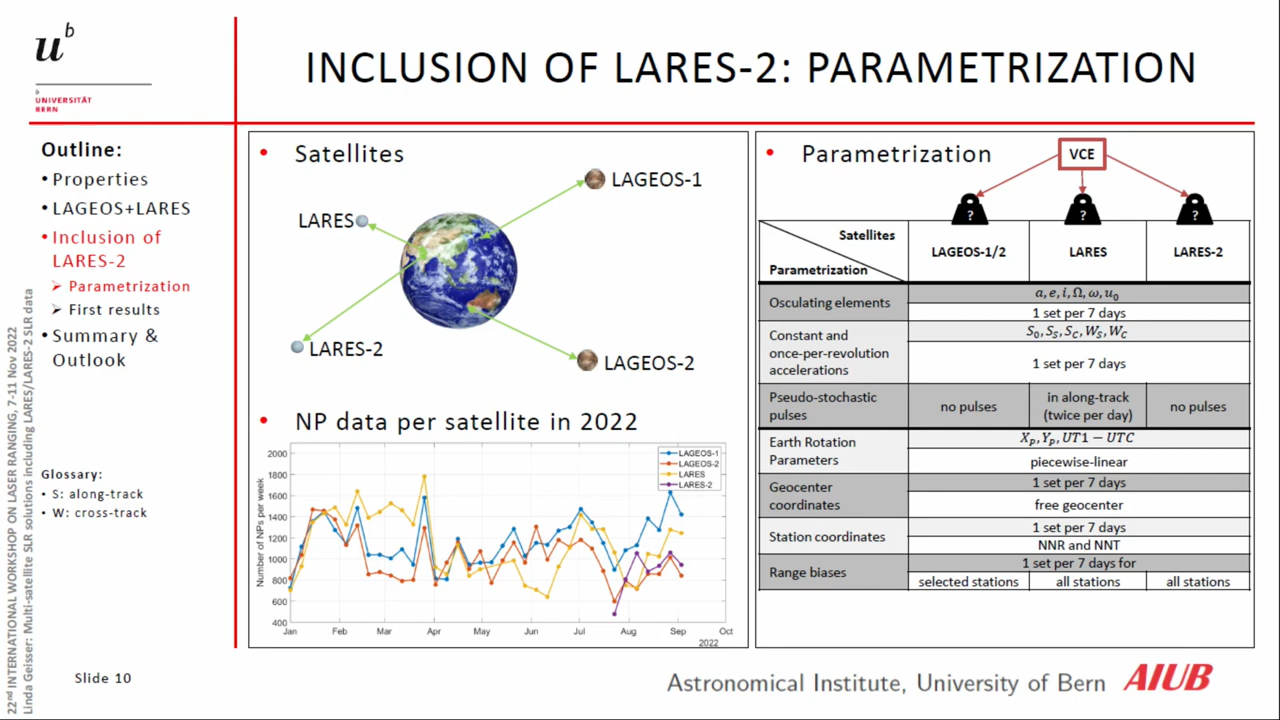 u^b
b
UNIVERSITÄT
BERN
INCLUSION OF LARES-2: PARAMETRIZATION
Outline:
• Properties
• LAGEOS+LARES
• Inclusion of
LARES-2
➢ Parametrization
➢ First results
• Summary &
Outlook
Glossary:
• S: along-track
• W: cross-track
22nd INTERNATIONAL WORKSHOP ON LASER RANGING, 7-11 Nov 2022
Linda Geisser: Multi-satellite SLR solutions including LARES/LARES-2 SLR data
Slide 10
• Satellites
LAGEOS-1
LARES
LARES-2
LAGEOS-2
• NP data per satellite in 2022
Number of NPs per week
2000
1800
1600
1400
1200
1000
800
600
400
Jan Feb Mar Apr May Jun Jul Aug Sep Oct
2022
LAGEOS-1
LAGEOS-2
LARES
LARES-2
• Parametrization
VCE
? ? ?
Satellites
Parametrization
LAGEOS-1/2 LARES LARES-2
Osculating elements
a, e, i, Ω, ω, u₀
1 set per 7 days
Constant and
once-per-revolution
accelerations
S₀, S_S, S_C, W_S, W_C
1 set per 7 days
Pseudo-stochastic
pulses
no pulses
in along-track
(twice per day)
no pulses
Earth Rotation
Parameters
X_P, Y_P, UT1 − UTC
piecewise-linear
Geocenter
coordinates
1 set per 7 days
free geocenter
Station coordinates
1 set per 7 days
NNR and NNT
Range biases
1 set per 7 days for
selected stations all stations all stations
Astronomical Institute, University of Bern AIUB